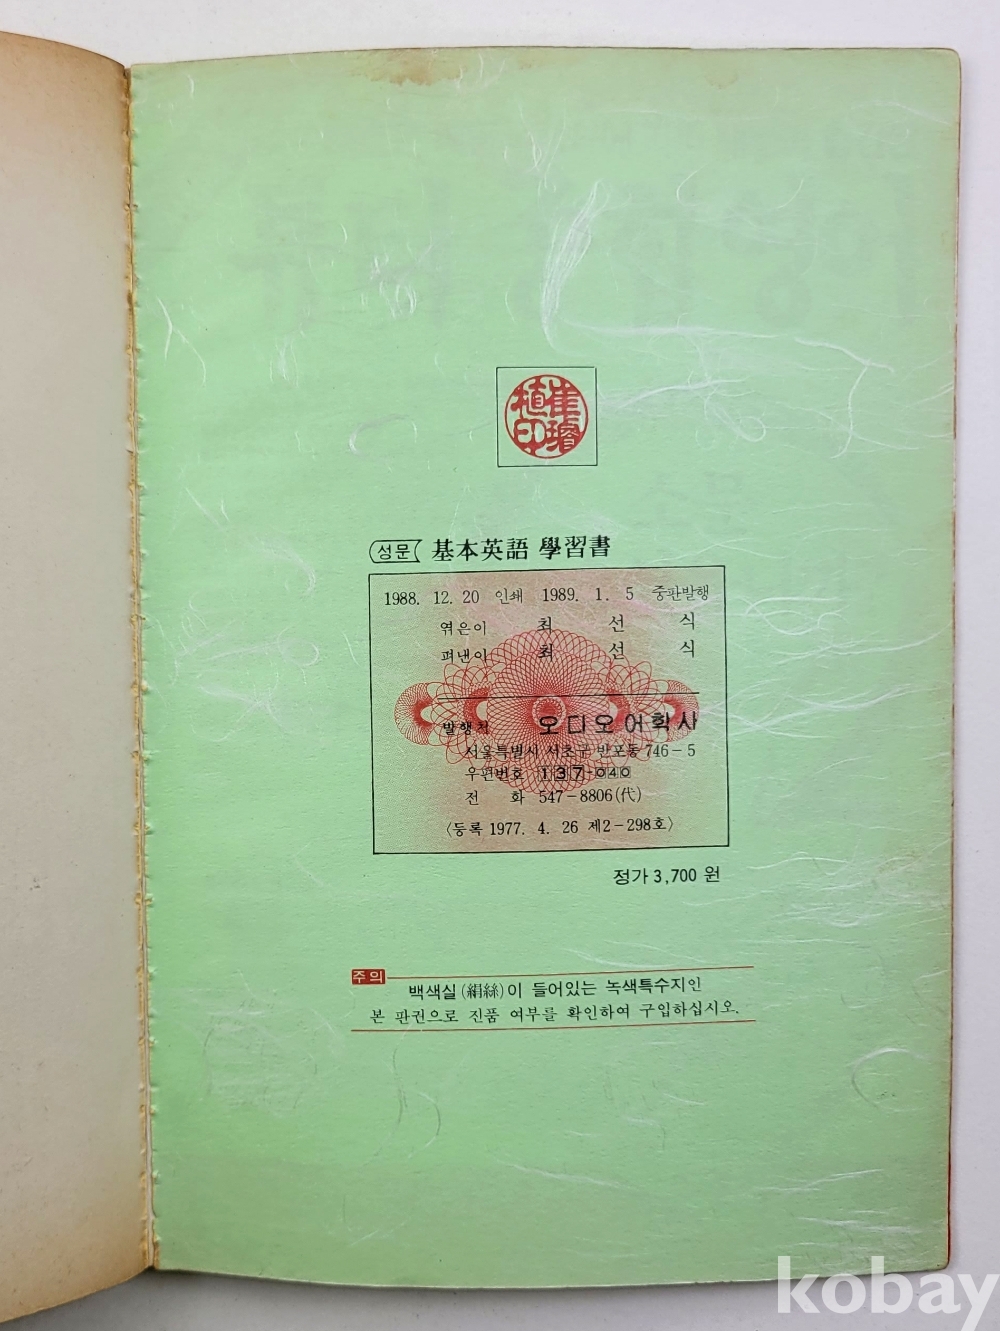 성문 基本英語 學習書
1988. 12. 20 인쇄 1989. 1. 5 중판발행
엮은이 최 선 식
펴낸이 최 선 식
발행처 오디오어학사
서울특별시 서초구 반포동 746-5
우편번호 137-040
전 화 547-8806(代)
〈등록 1977. 4. 26 제2-298호〉
정가 3,700 원
주의
백색실(絹絲)이 들어있는 녹색특수지인
본 판권으로 진품 여부를 확인하여 구입하십시오.
kobay